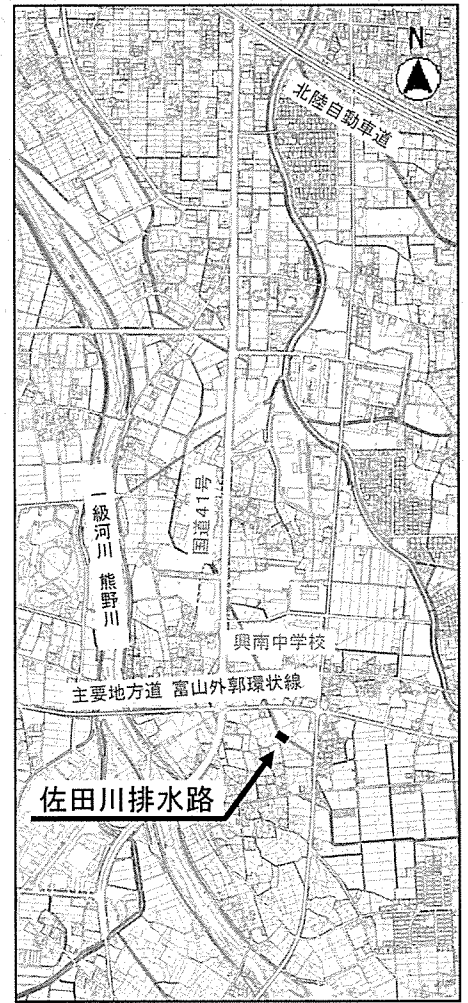 N
北陸自動車道
国道41号
一級河川 熊野川
興南中学校
主要地方道 富山外郭環状線
佐田川排水路